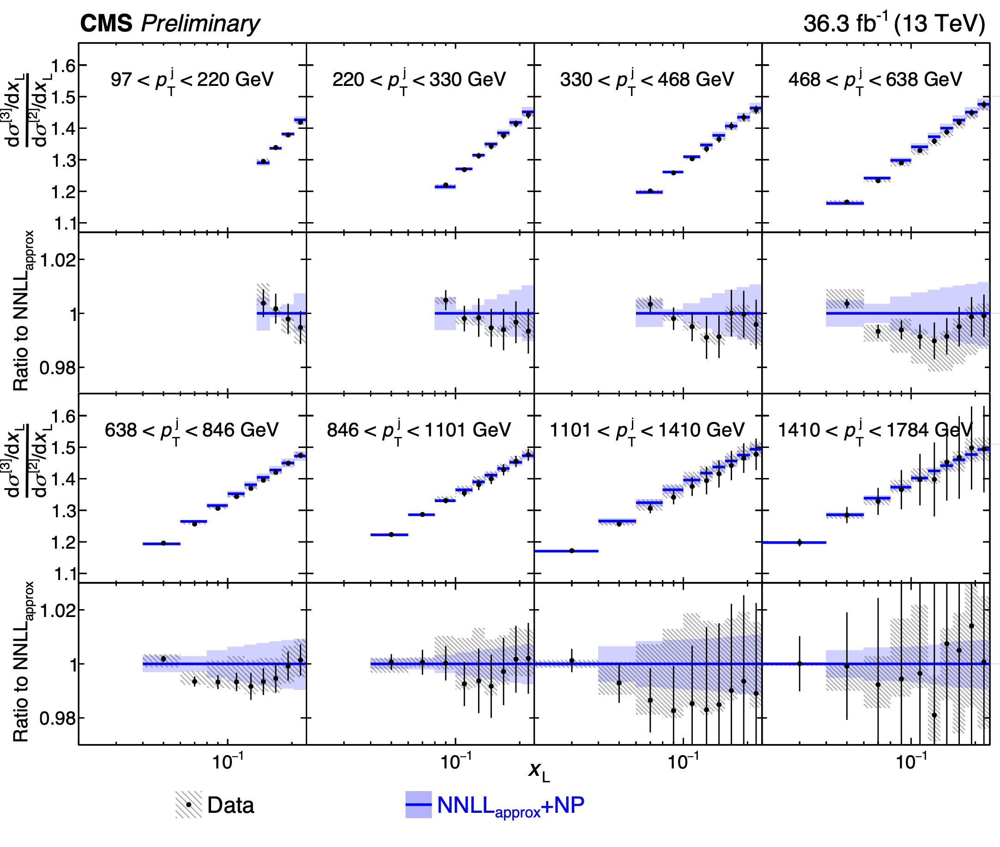 CMS Preliminary
36.3 fb⁻¹ (13 TeV)
dσ[3]/dxL
dσ[2]/dxL
1.6
1.5
1.4
1.3
1.2
1.1
97 < pTj < 220 GeV
220 < pTj < 330 GeV
330 < pTj < 468 GeV
468 < pTj < 638 GeV
Ratio to NNLLapprox
1.02
1
0.98
dσ[3]/dxL
dσ[2]/dxL
1.6
1.5
1.4
1.3
1.2
1.1
638 < pTj < 846 GeV
846 < pTj < 1101 GeV
1101 < pTj < 1410 GeV
1410 < pTj < 1784 GeV
Ratio to NNLLapprox
1.02
1
0.98
10⁻¹
10⁻¹
10⁻¹
10⁻¹
xL
Data
NNLLapprox+NP